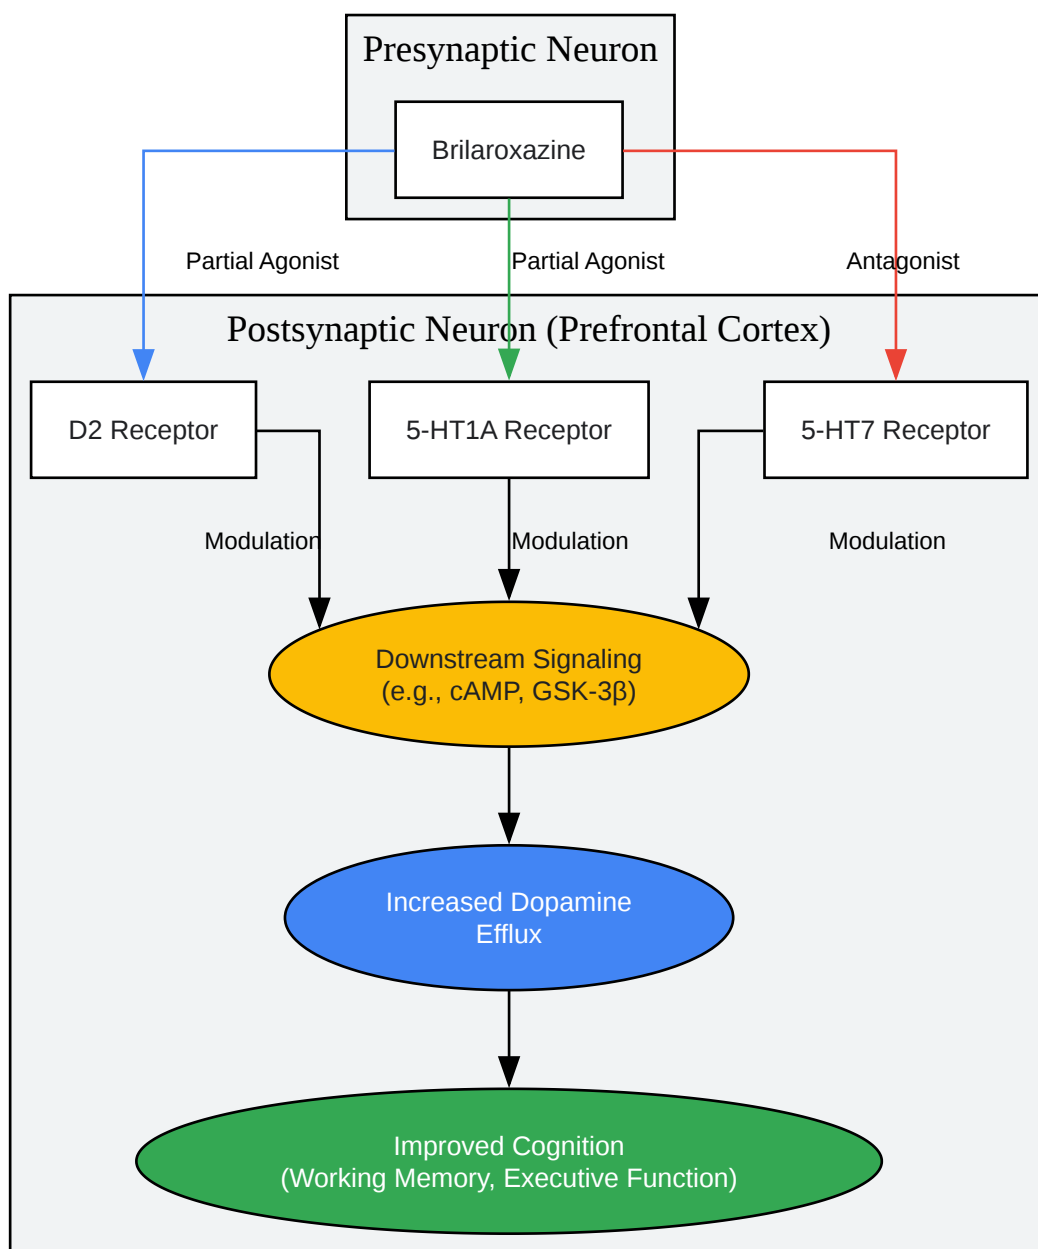 Presynaptic Neuron
Brilaroxazine
Partial Agonist
Partial Agonist
Antagonist
Postsynaptic Neuron (Prefrontal Cortex)
D2 Receptor
5-HT1A Receptor
5-HT7 Receptor
Modulation
Modulation
Modulation
Downstream Signaling
(e.g., cAMP, GSK-3β)
Increased Dopamine
Efflux
Improved Cognition
(Working Memory, Executive Function)